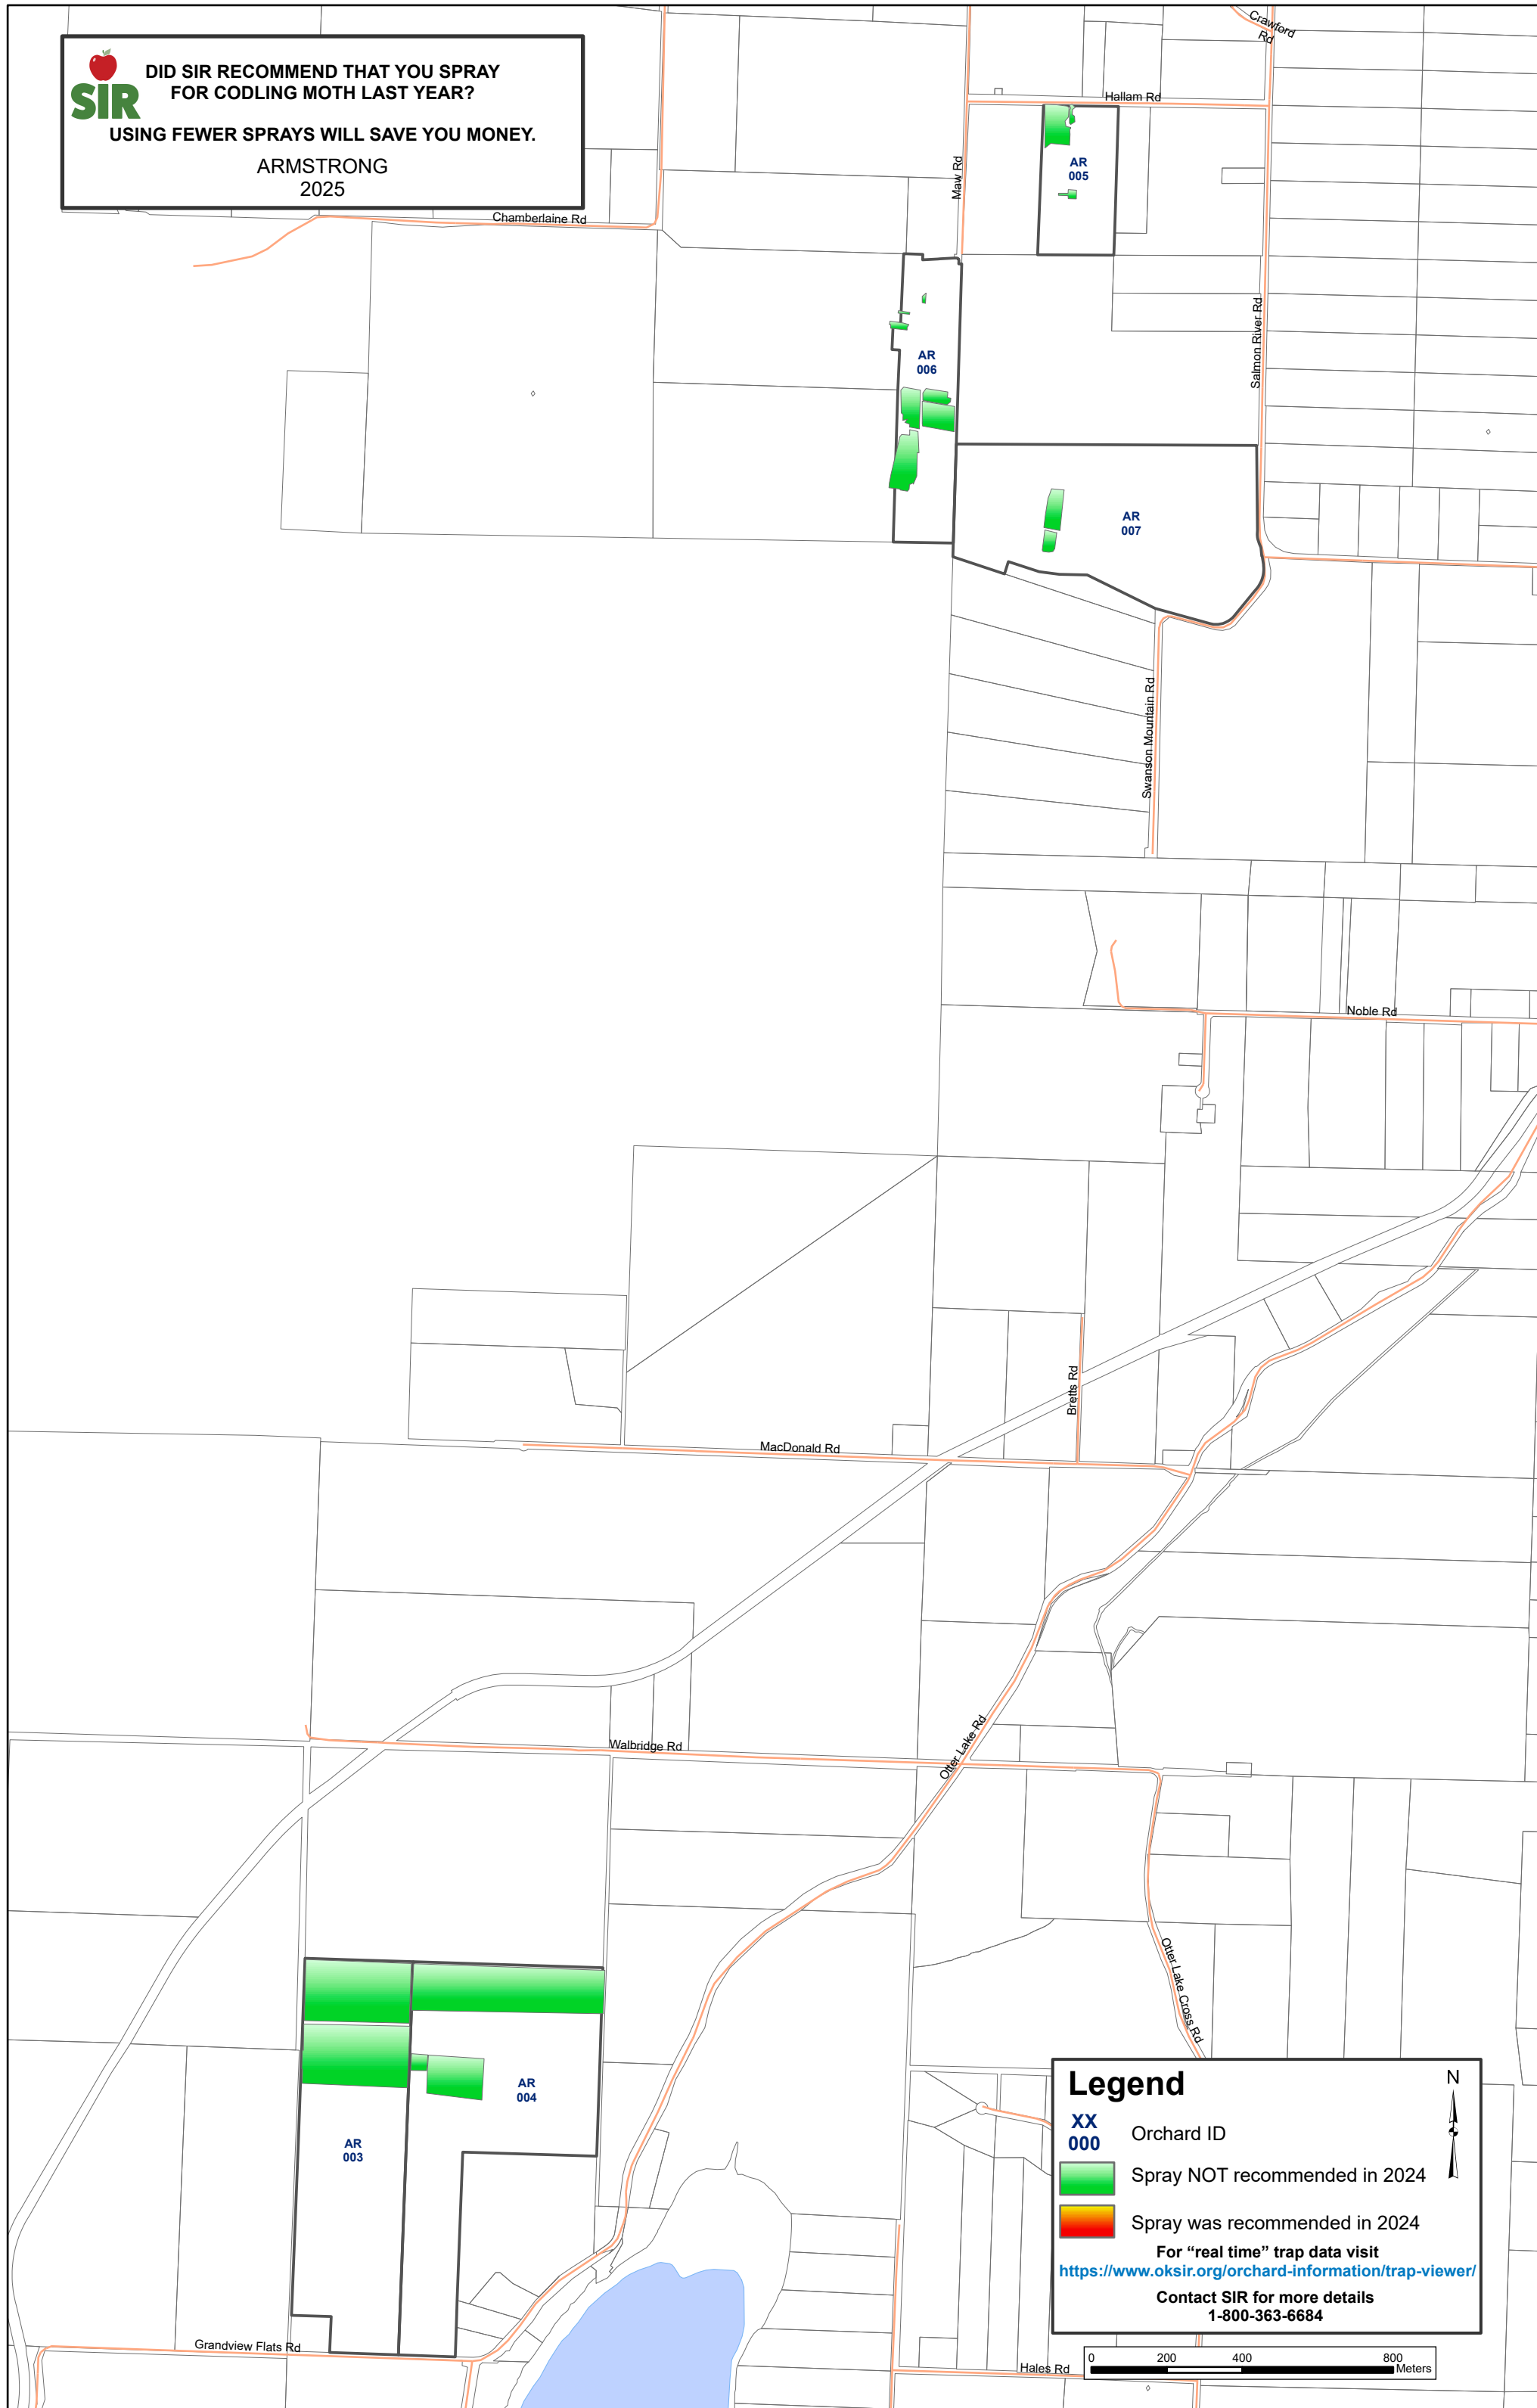 SIR
DID SIR RECOMMEND THAT YOU SPRAY
FOR CODLING MOTH LAST YEAR?
USING FEWER SPRAYS WILL SAVE YOU MONEY.
ARMSTRONG
2025
Crawford
Rd
Hallam Rd
Maw Rd
AR
005
Chamberlaine Rd
Salmon River Rd
AR
006
AR
007
Swanson Mountain Rd
Noble Rd
Bretts Rd
MacDonald Rd
Walbridge Rd
Otter Lake Rd
Otter Lake Cross Rd
AR
004
AR
003
Grandview Flats Rd
Hales Rd
Legend
N
XX
000
Orchard ID
Spray NOT recommended in 2024
Spray was recommended in 2024
For “real time” trap data visit
https://www.oksir.org/orchard-information/trap-viewer/
Contact SIR for more details
1-800-363-6684
0 200 400 800
Meters